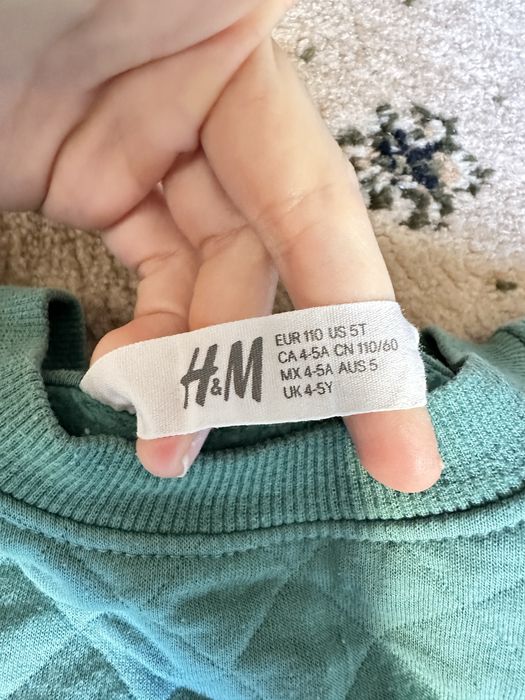 H&M
EUR 110 US 5T
CA 4-5A CN 110/60
MX 4-5A AUS 5
UK 4-5Y